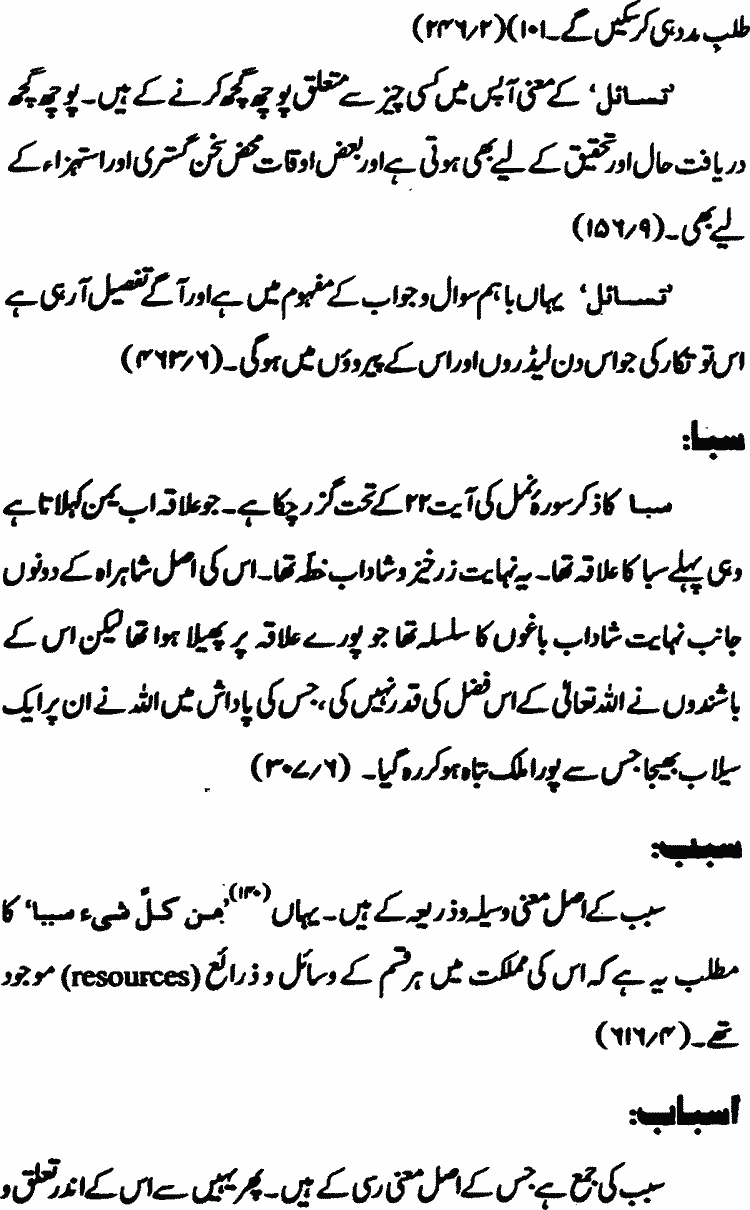 طلب مدد ہی کرسکیں گے۔۱۰۱)(۲۴۶/۲)
’تسائل‘ کے معنی آپس میں کسی چیز سے متعلق پوچھ گچھ کرنے کے ہیں۔ پوچھ گچھ
دریافت حال اور تحقیق کے لیے بھی ہوتی ہے اور بعض اوقات محض سخن گستری اور استہزاء کے
لیے بھی۔ (۱۵۶/۹)
’تسائل‘ یہاں باہم سوال و جواب کے مفہوم میں ہے اور آگے تفصیل آ رہی ہے
اس تو تکار کی جو اس دن لیڈروں اور اس کے پیروؤں میں ہوگی۔ (۴۶۳/۶)
سبا:
سبا کا ذکر سورۂ نمل کی آیت ۲۲ کے تحت گزر چکا ہے۔ جو علاقہ اب یمن کہلاتا ہے
وہی پہلے سبا کا علاقہ تھا۔ یہ نہایت زرخیز و شاداب خطّہ تھا۔ اس کی اصل شاہراہ کے دونوں
جانب نہایت شاداب باغوں کا سلسلہ تھا جو پورے علاقہ پر پھیلا ہوا تھا لیکن اس کے
باشندوں نے اللہ تعالیٰ کے اس فضل کی قدر نہیں کی، جس کی پاداش میں اللہ نے ان پر ایک
سیلاب بھیجا جس سے پورا ملک تباہ ہو کر رہ گیا۔ (۳۰۷/۶)
سبب:
سبب کے اصل معنی وسیلہ و ذریعہ کے ہیں۔ یہاں(۱۳۰) ’من کلّ شیء سببا‘ کا
مطلب یہ ہے کہ اس کی مملکت میں ہر قسم کے وسائل و ذرائع (resources) موجود
تھے۔ (۶۱۶/۴)
اسباب:
سبب کی جمع ہے جس کے اصل معنی رسی کے ہیں۔ پھر یہیں سے اس کے اندر تعلق و